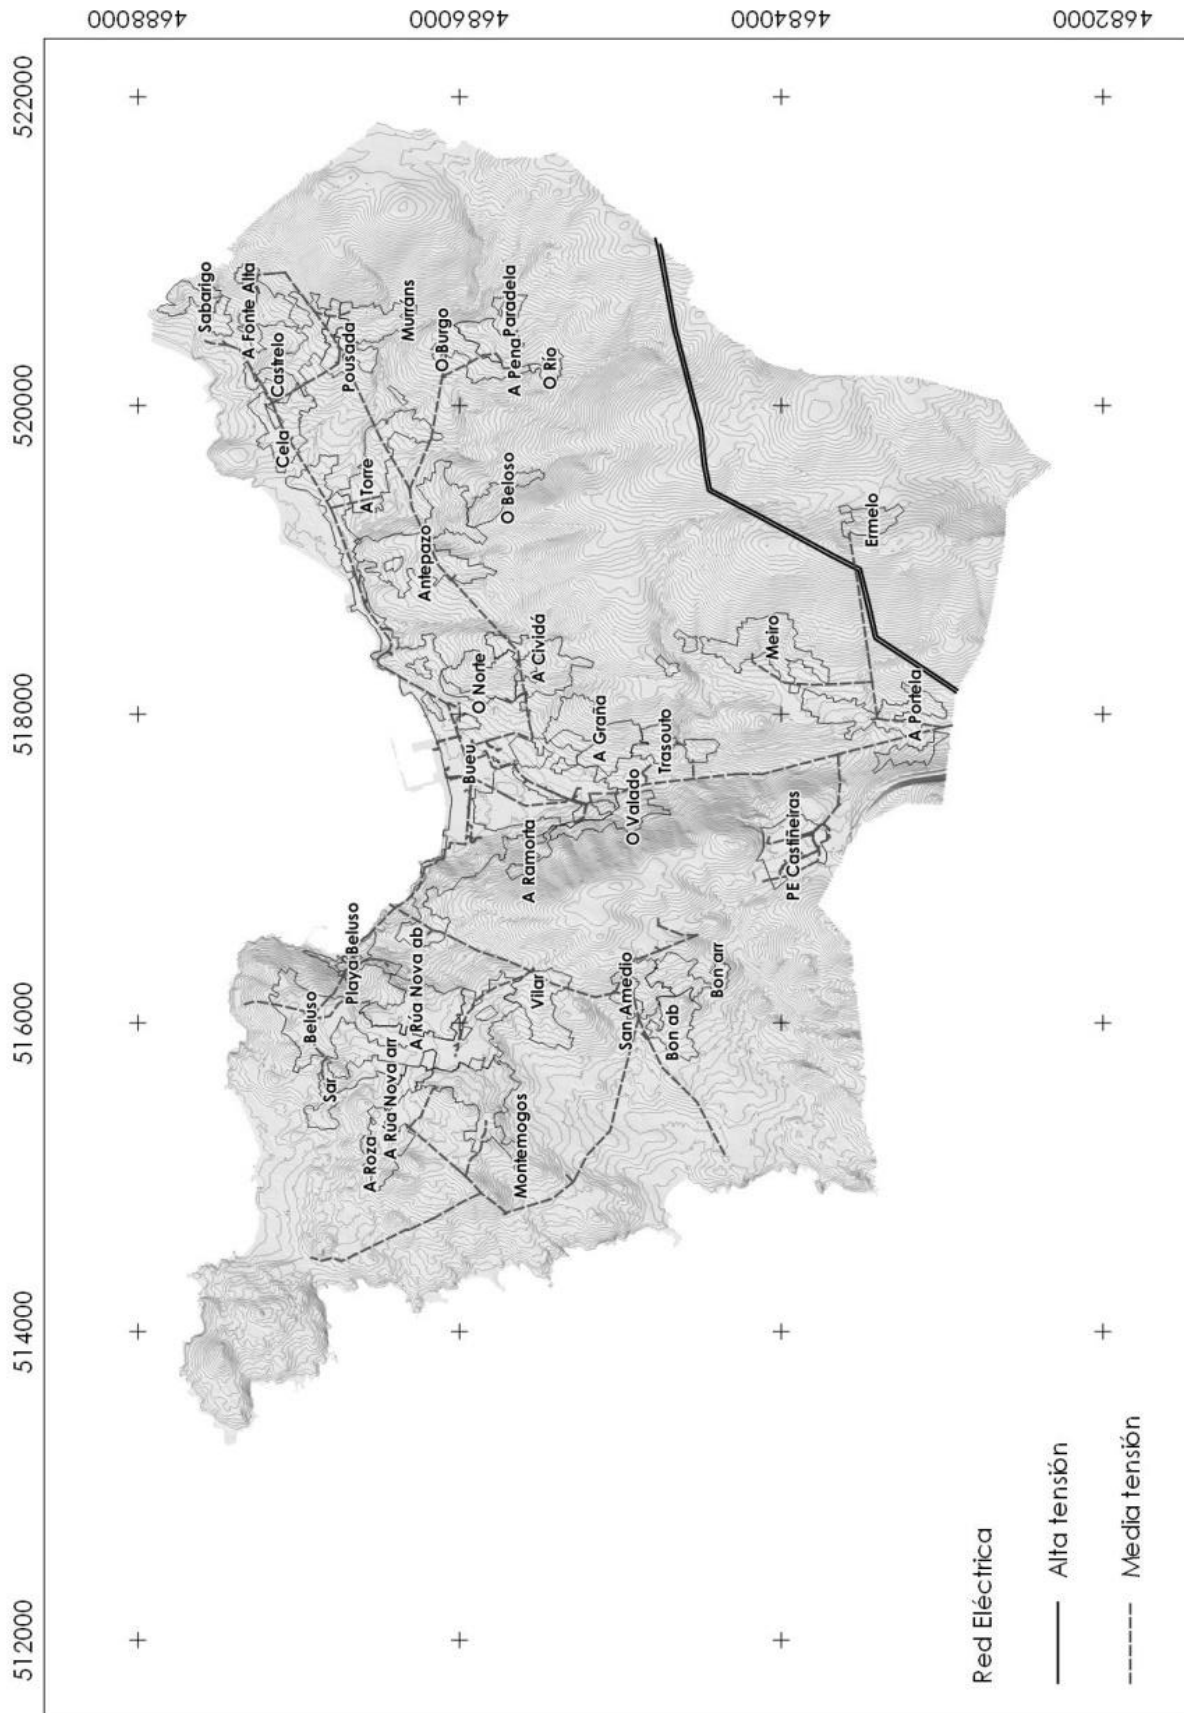 4688000
4686000
4684000
4682000
522000
520000
518000
516000
514000
512000
Sabarigo
A Fonte Alta
Castrelo
Cela
Pousada
Murráns
A Torre
O Burgo
Paradela
A Pena
O Río
O Beloso
Antepazo
Ermelo
Meiro
A Cividá
O Norte
A Graña
Trasouto
A Portela
Bueu
O Valado
A Ramorta
PE Castiñeiras
Playa Beluso
Beluso
A Rúa Nova ab
Vilar
San Amedio
Bon arr
Bon ab
Sar
A Rúa Nova arr
A Roza
Montemogos
Red Eléctrica
Alta tensión
Media tensión